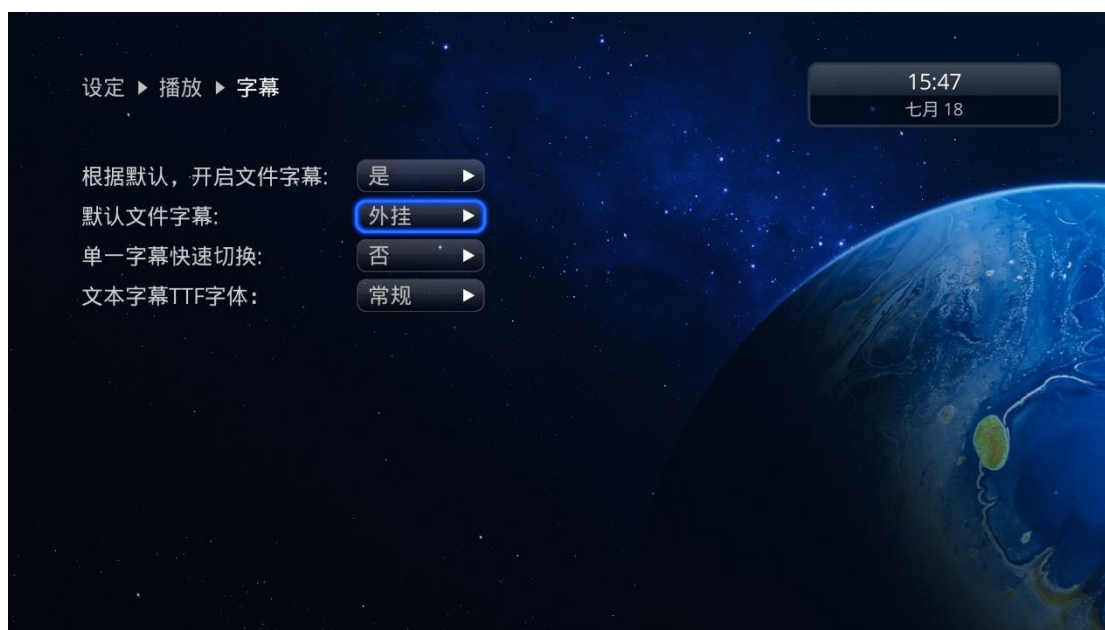 设定 ▶ 播放 ▶ 字幕
15:47
七月 18
根据默认，开启文件字幕: 是
默认文件字幕: 外挂
单一字幕快速切换: 否
文本字幕TTF字体： 常规